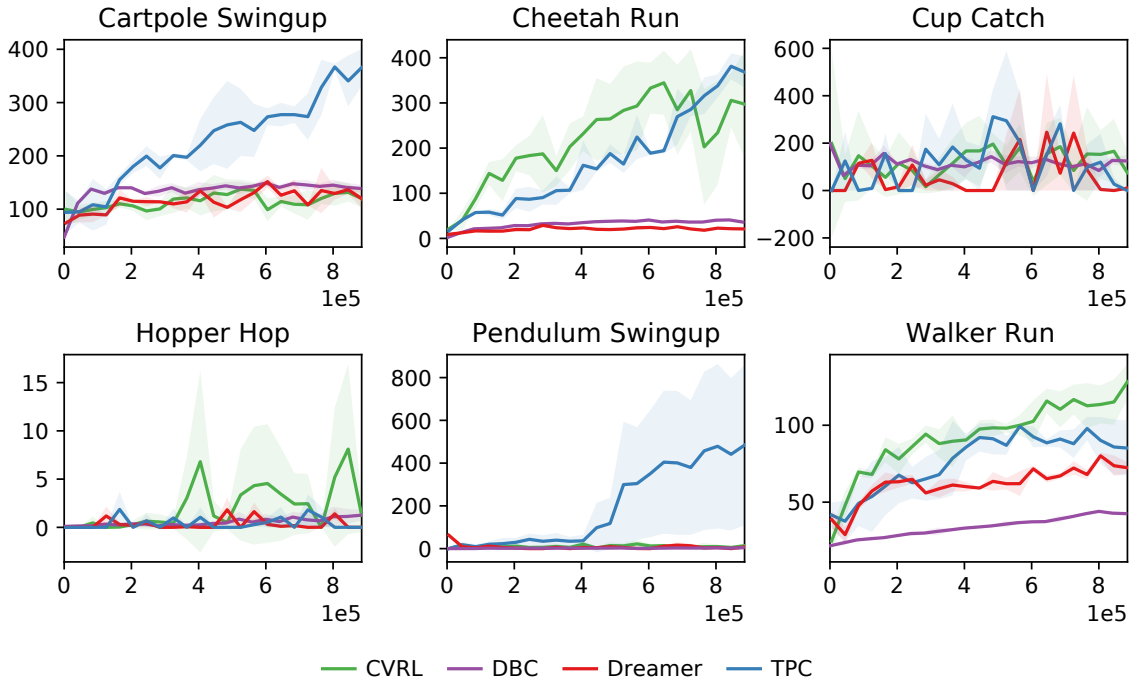 Cartpole Swingup
Cheetah Run
Cup Catch
400
300
200
100
0 2 4 6 8
1e5
400
300
200
100
0
0 2 4 6 8
1e5
600
400
200
0
−200
0 2 4 6 8
1e5
Hopper Hop
Pendulum Swingup
Walker Run
15
10
5
0
0 2 4 6 8
1e5
800
600
400
200
0
0 2 4 6 8
1e5
100
50
0 2 4 6 8
1e5
CVRL DBC Dreamer TPC